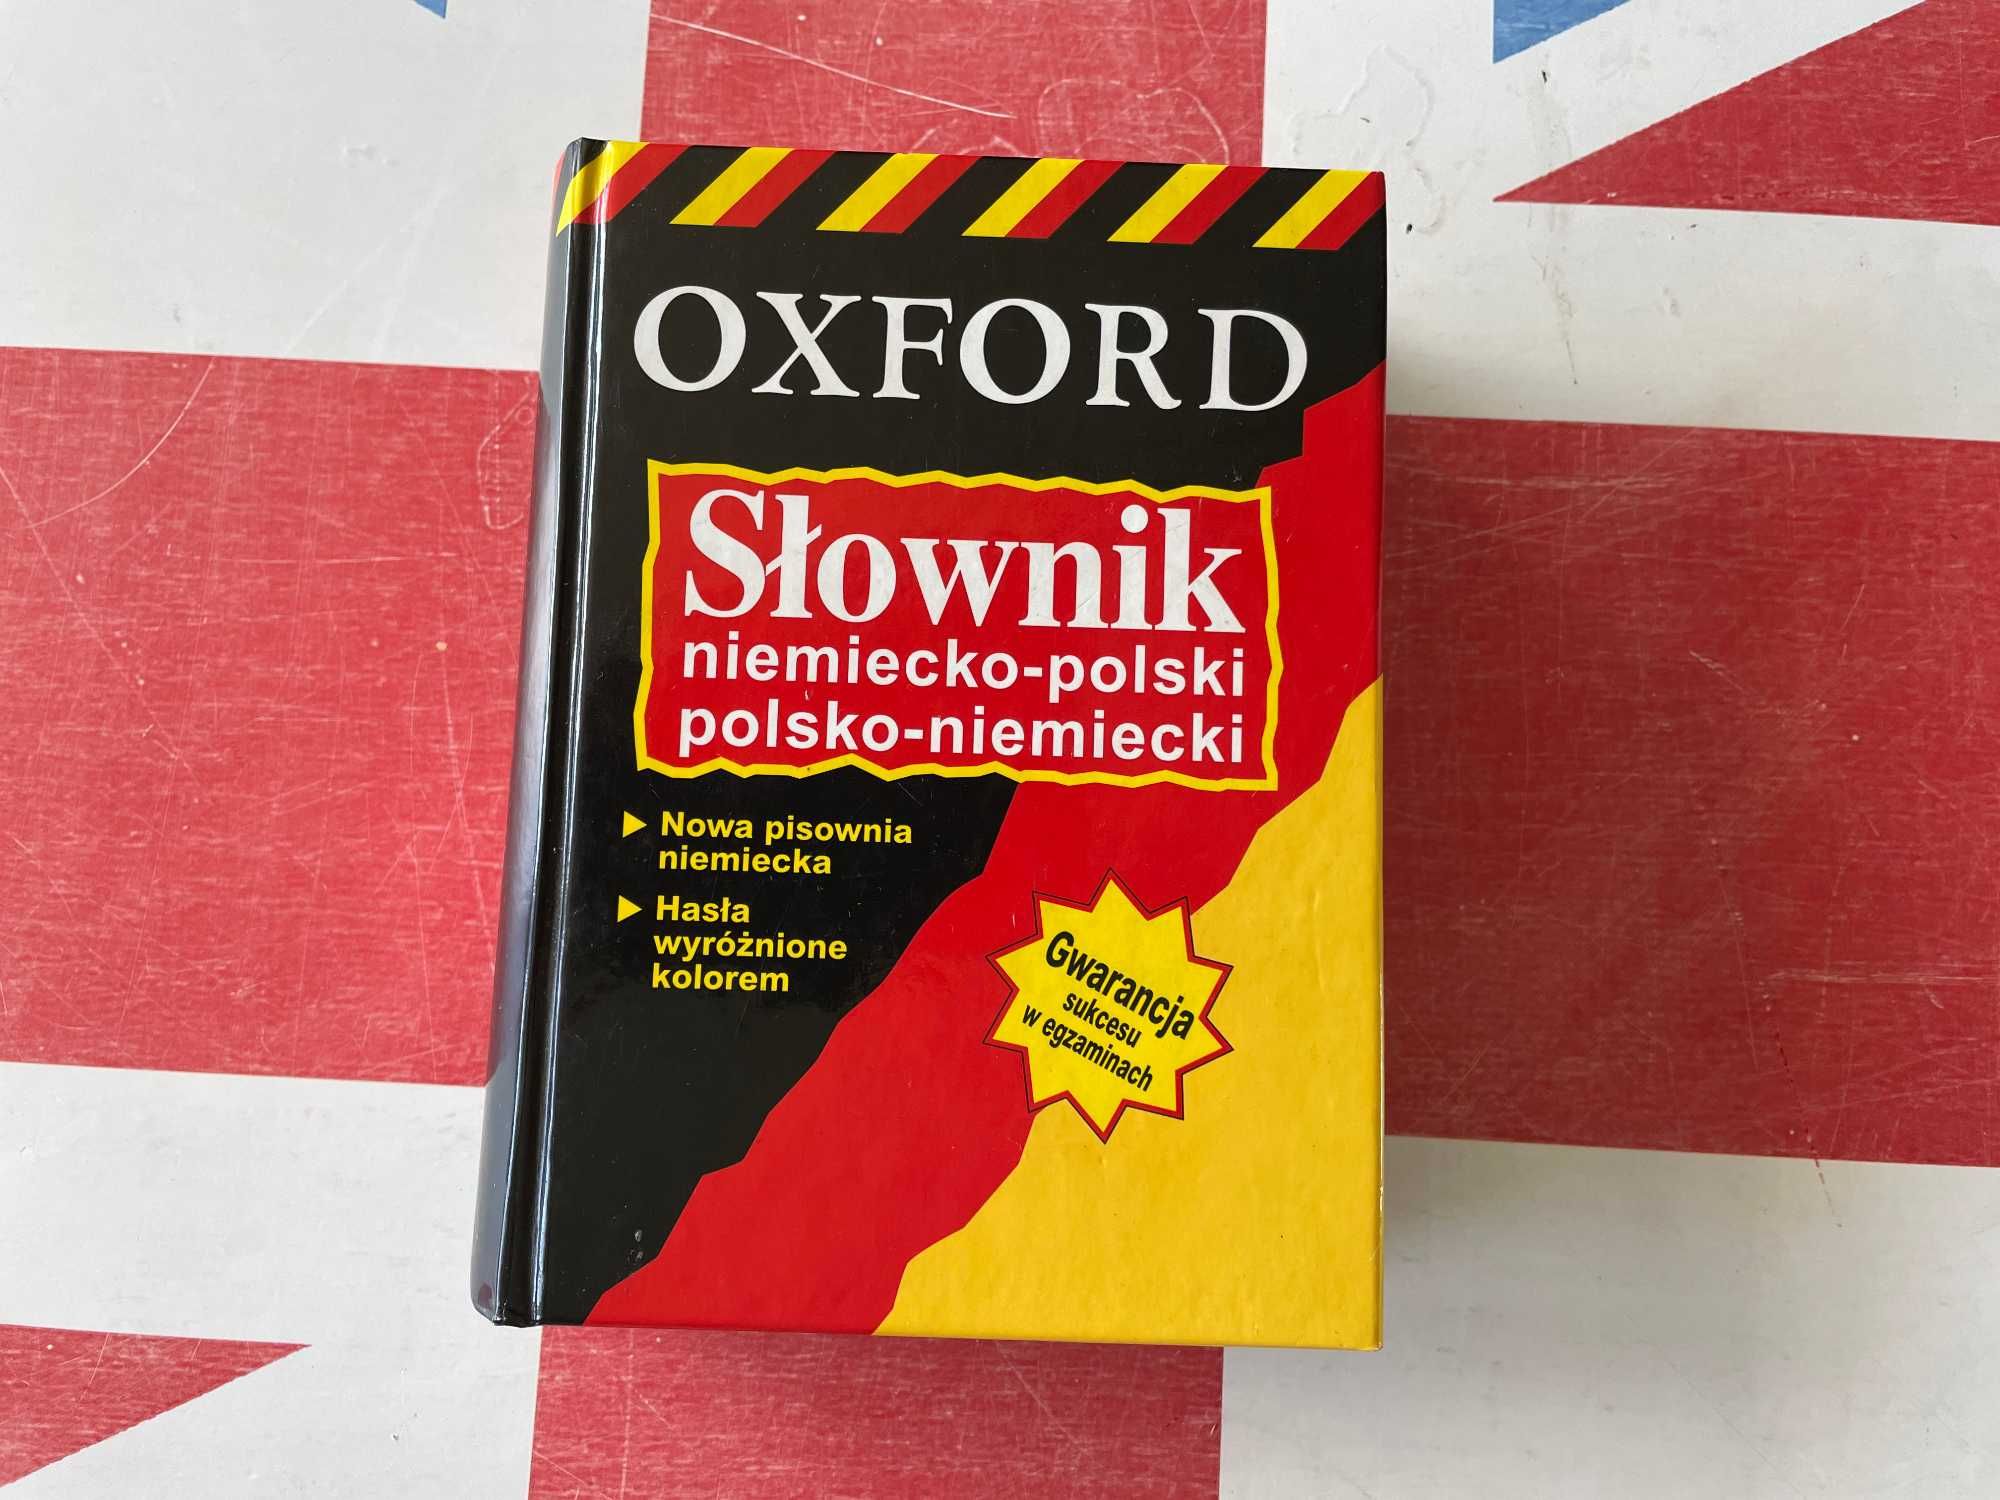 OXFORD
Słownik
niemiecko-polski
polsko-niemiecki
Nowa pisownia
niemiecka
Hasła
wyróżnione
kolorem
Gwarancja
sukcesu
w egzaminach